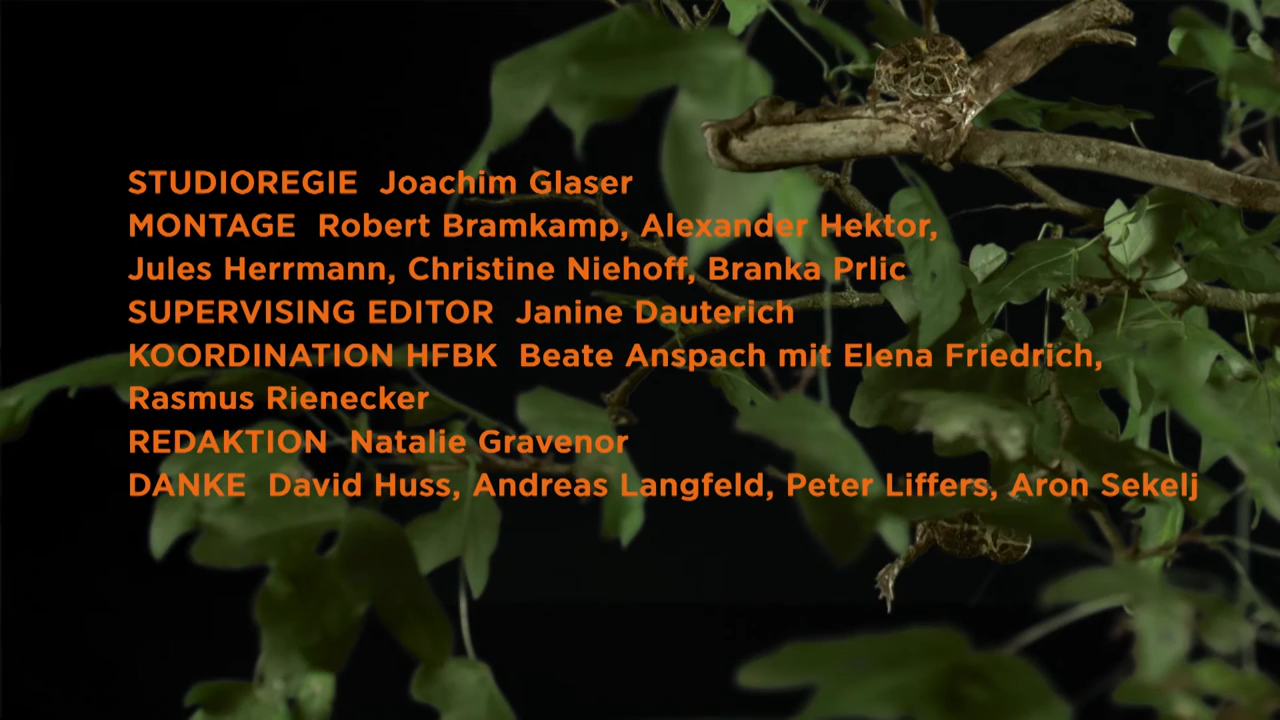 STUDIOREGIE Joachim Glaser
MONTAGE Robert Bramkamp, Alexander Hektor,
Jules Herrmann, Christine Niehoff, Branka Prlic
SUPERVISING EDITOR Janine Dauterich
KOORDINATION HFBK Beate Anspach mit Elena Friedrich,
Rasmus Rienecker
REDAKTION Natalie Gravenor
DANKE David Huss, Andreas Langfeld, Peter Liffers, Aron Sekelj